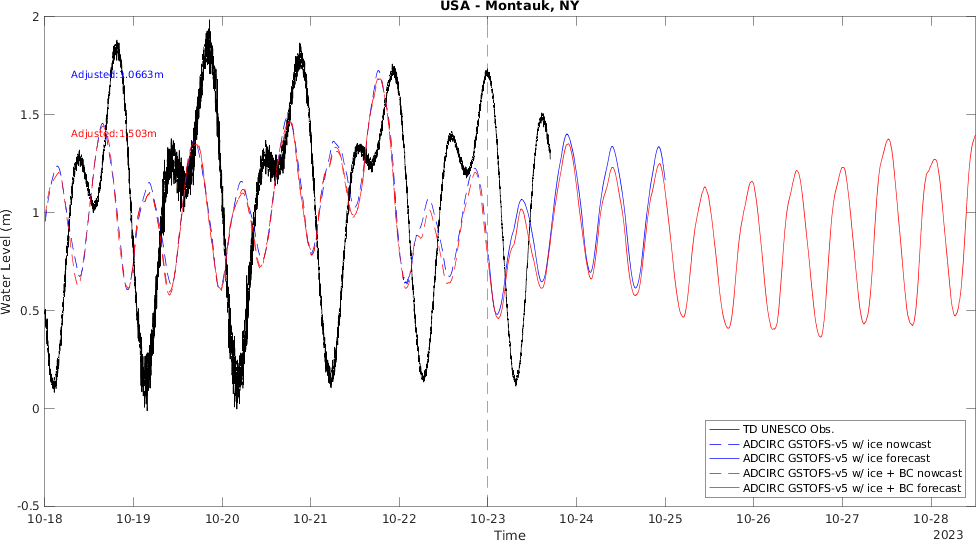 USA - Montauk, NY
2
1.5
1
0.5
0
-0.5
Water Level (m)
Adjusted:1.0663m
Adjusted:1.503m
TD UNESCO Obs.
ADCIRC GSTOFS-v5 w/ ice nowcast
ADCIRC GSTOFS-v5 w/ ice forecast
ADCIRC GSTOFS-v5 w/ ice + BC nowcast
ADCIRC GSTOFS-v5 w/ ice + BC forecast
10-18 10-19 10-20 10-21 10-22 10-23 10-24 10-25 10-26 10-27 10-28
Time 2023